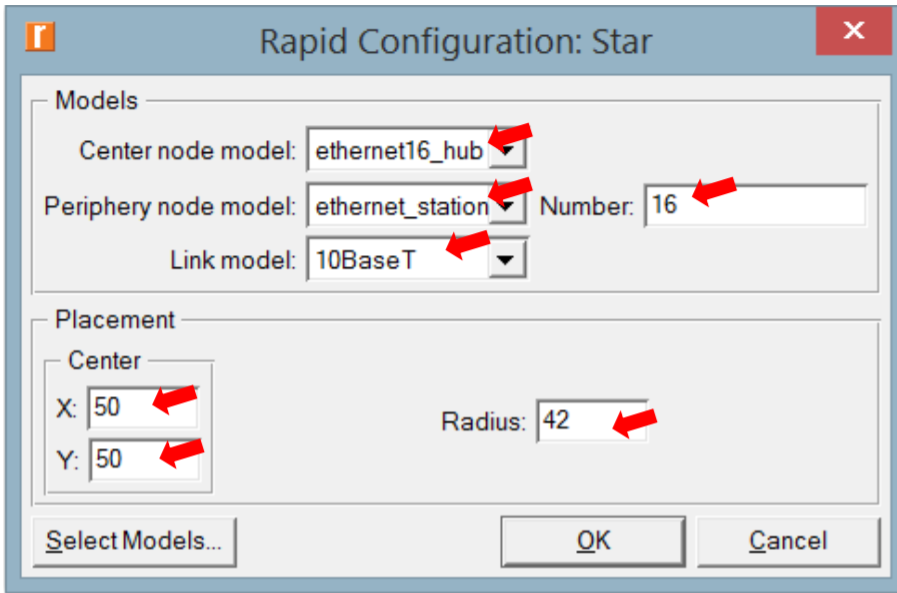 r Rapid Configuration: Star x
Models
Center node model: ethernet16_hub
Periphery node model: ethernet_station Number: 16
Link model: 10BaseT
Placement
Center
X: 50
Radius: 42
Y: 50
Select Models... OK Cancel